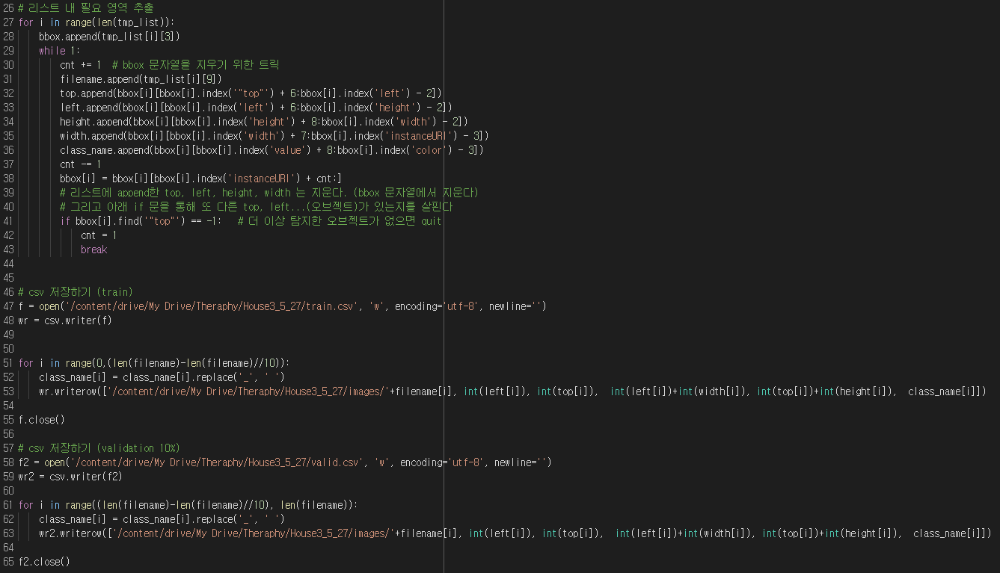 26 # 리스트 내 필요 영역 추출
27 for i in range(len(tmp_list)):
28     bbox.append(tmp_list[i][3])
29     while 1:
30         cnt += 1  # bbox 문자열을 지우기 위한 트릭
31         filename.append(tmp_list[i][9])
32         top.append(bbox[i][bbox[i].index('"top"') + 6:bbox[i].index('left') - 2])
33         left.append(bbox[i][bbox[i].index('left') + 6:bbox[i].index('height') - 2])
34         height.append(bbox[i][bbox[i].index('height') + 8:bbox[i].index('width') - 2])
35         width.append(bbox[i][bbox[i].index('width') + 7:bbox[i].index('instanceURI') - 3])
36         class_name.append(bbox[i][bbox[i].index('value') + 8:bbox[i].index('color') - 3])
37         cnt -= 1
38         bbox[i] = bbox[i][bbox[i].index('instanceURI') + cnt:]
39         # 리스트에 append한 top, left, height, width 는 지운다. (bbox 문자열에서 지운다)
40         # 그리고 아래 if 문을 통해 또 다른 top, left...(오브젝트)가 있는지를 살핀다
41         if bbox[i].find('"top"') == -1:   # 더 이상 탐지한 오브젝트가 없으면 quit
42             cnt = 1
43             break
44
45
46 # csv 저장하기 (train)
47 f = open('/content/drive/My Drive/Theraphy/House3_5_27/train.csv', 'w', encoding='utf-8', newline='')
48 wr = csv.writer(f)
49
50
51 for i in range(0,(len(filename)-len(filename)//10)):
52     class_name[i] = class_name[i].replace('_', ' ')
53     wr.writerow(['/content/drive/My Drive/Theraphy/House3_5_27/images/'+filename[i], int(left[i]), int(top[i]),  int(left[i])+int(width[i]), int(top[i])+int(height[i]),  class_name[i]])
54
55 f.close()
56
57 # csv 저장하기 (validation 10%)
58 f2 = open('/content/drive/My Drive/Theraphy/House3_5_27/valid.csv', 'w', encoding='utf-8', newline='')
59 wr2 = csv.writer(f2)
60
61 for i in range((len(filename)-len(filename)//10), len(filename)):
62     class_name[i] = class_name[i].replace('_', ' ')
63     wr2.writerow(['/content/drive/My Drive/Theraphy/House3_5_27/images/'+filename[i], int(left[i]), int(top[i]),  int(left[i])+int(width[i]), int(top[i])+int(height[i]),  class_name[i]])
64
65 f2.close()